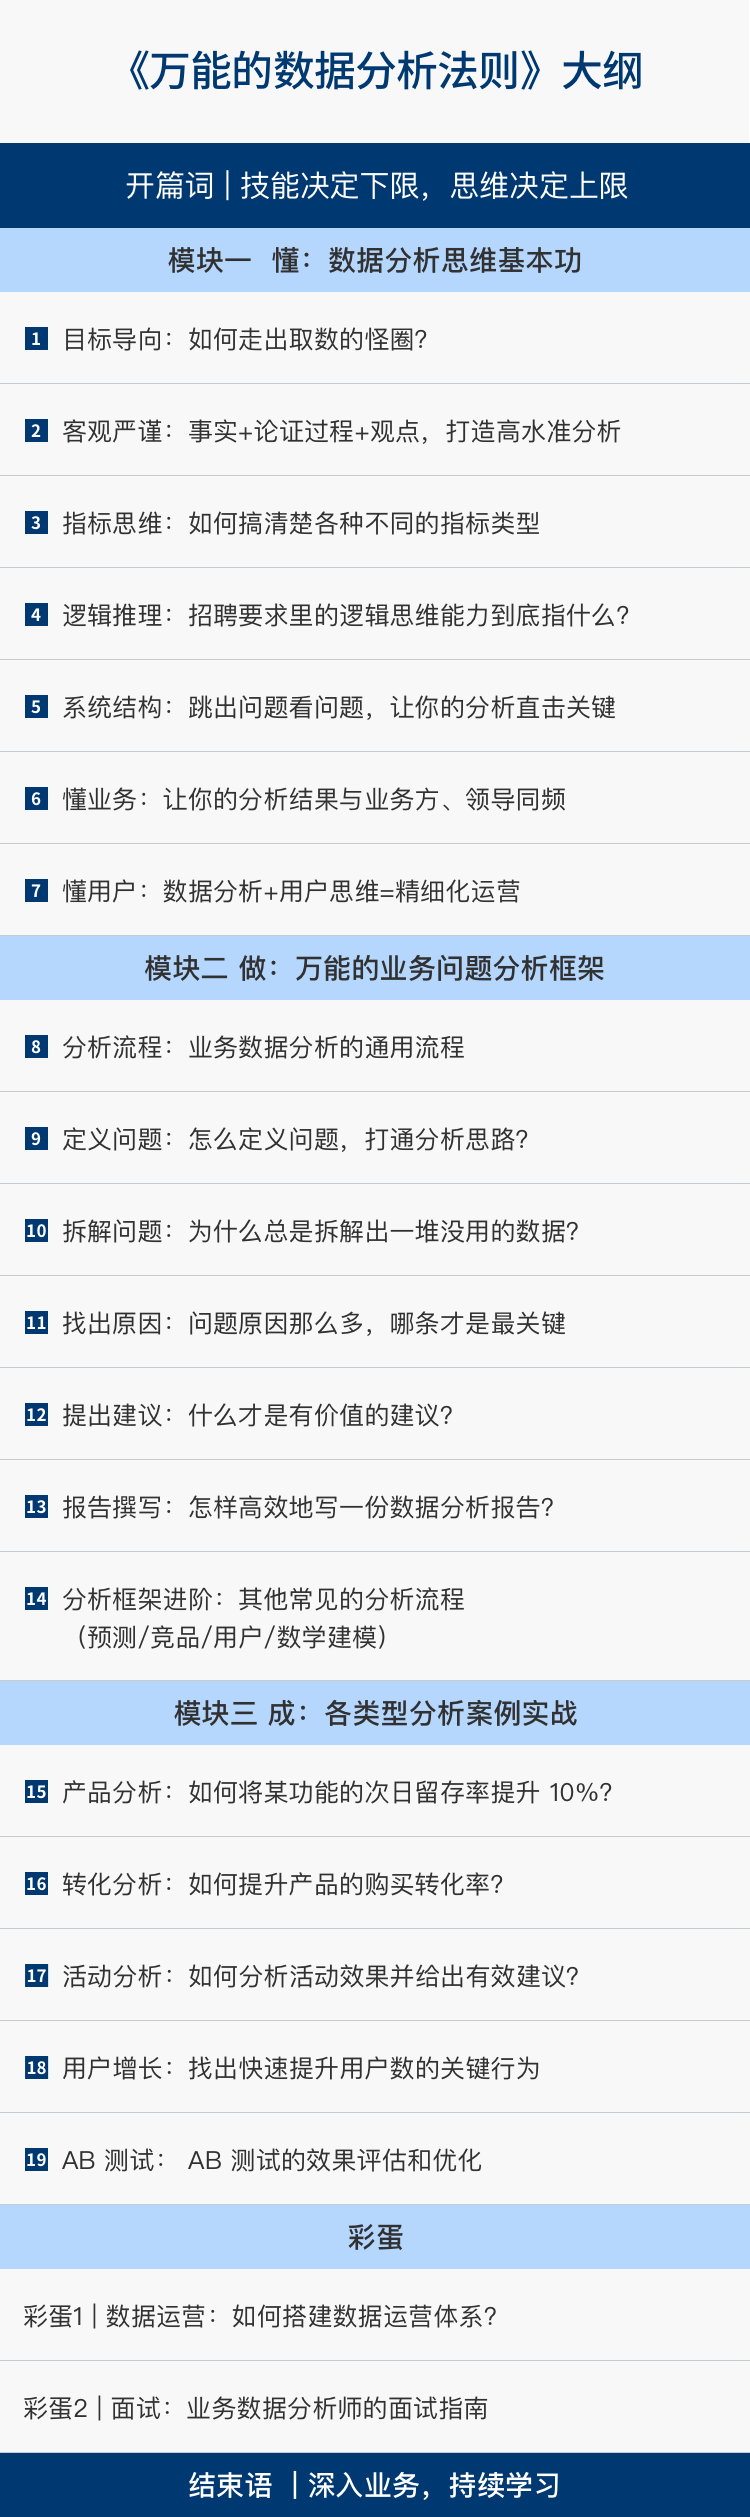 《万能的数据分析法则》大纲
开篇词 | 技能决定下限，思维决定上限
模块一 懂：数据分析思维基本功
1 目标导向：如何走出取数的怪圈？
2 客观严谨：事实+论证过程+观点，打造高水准分析
3 指标思维：如何搞清楚各种不同的指标类型
4 逻辑推理：招聘要求里的逻辑思维能力到底指什么？
5 系统结构：跳出问题看问题，让你的分析直击关键
6 懂业务：让你的分析结果与业务方、领导同频
7 懂用户：数据分析+用户思维=精细化运营
模块二 做：万能的业务问题分析框架
8 分析流程：业务数据分析的通用流程
9 定义问题：怎么定义问题，打通分析思路？
10 拆解问题：为什么总是拆解出一堆没用的数据？
11 找出原因：问题原因那么多，哪条才是最关键
12 提出建议：什么才是有价值的建议？
13 报告撰写：怎样高效地写一份数据分析报告？
14 分析框架进阶：其他常见的分析流程
（预测/竞品/用户/数学建模）
模块三 成：各类型分析案例实战
15 产品分析：如何将某功能的次日留存率提升 10%？
16 转化分析：如何提升产品的购买转化率？
17 活动分析：如何分析活动效果并给出有效建议？
18 用户增长：找出快速提升用户数的关键行为
19 AB 测试： AB 测试的效果评估和优化
彩蛋
彩蛋1 | 数据运营：如何搭建数据运营体系？
彩蛋2 | 面试：业务数据分析师的面试指南
结束语 | 深入业务，持续学习